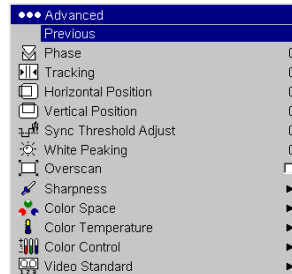 Advanced
Previous
Phase
Tracking
Horizontal Position
Vertical Position
Sync Threshold Adjust
White Peaking
Overscan
Sharpness
Color Space
Color Temperature
Color Control
Video Standard